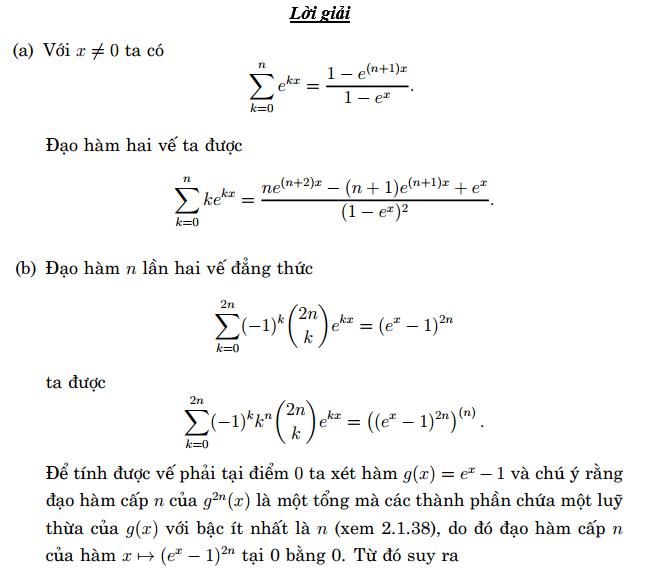 Lời giải
(a) Với x ≠ 0 ta có
\sum_{k=0}^{n} e^{kx} = \frac{1 - e^{(n+1)x}}{1 - e^x}.
Đạo hàm hai vế ta được
\sum_{k=0}^{n} ke^{kx} = \frac{ne^{(n+2)x} - (n+1)e^{(n+1)x} + e^x}{(1 - e^x)^2}.
(b) Đạo hàm n lần hai vế đẳng thức
\sum_{k=0}^{2n} (-1)^k \binom{2n}{k} e^{kx} = (e^x - 1)^{2n}
ta được
\sum_{k=0}^{2n} (-1)^k k^n \binom{2n}{k} e^{kx} = ((e^x - 1)^{2n})^{(n)}.
Để tính được vế phải tại điểm 0 ta xét hàm g(x) = e^x − 1 và chú ý rằng
đạo hàm cấp n của g^{2n}(x) là một tổng mà các thành phần chứa một luỹ
thừa của g(x) với bậc ít nhất là n (xem 2.1.38), do đó đạo hàm cấp n
của hàm x ↦ (e^x − 1)^{2n} tại 0 bằng 0. Từ đó suy ra